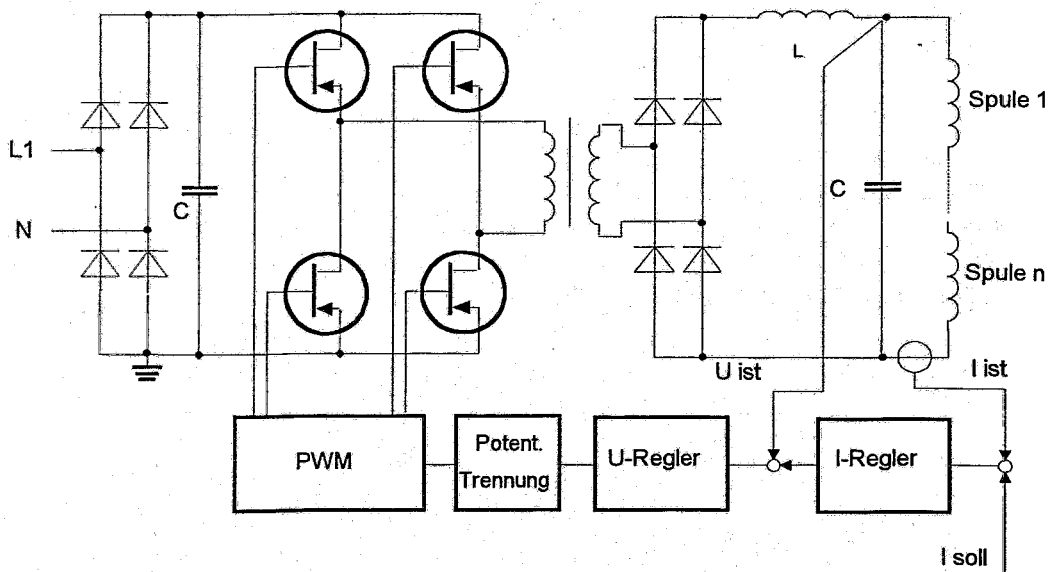 L
Spule 1
L1
C
C
N
Spule n
U ist
I ist
PWM
Potent.
Trennung
U-Regler
I-Regler
I soll